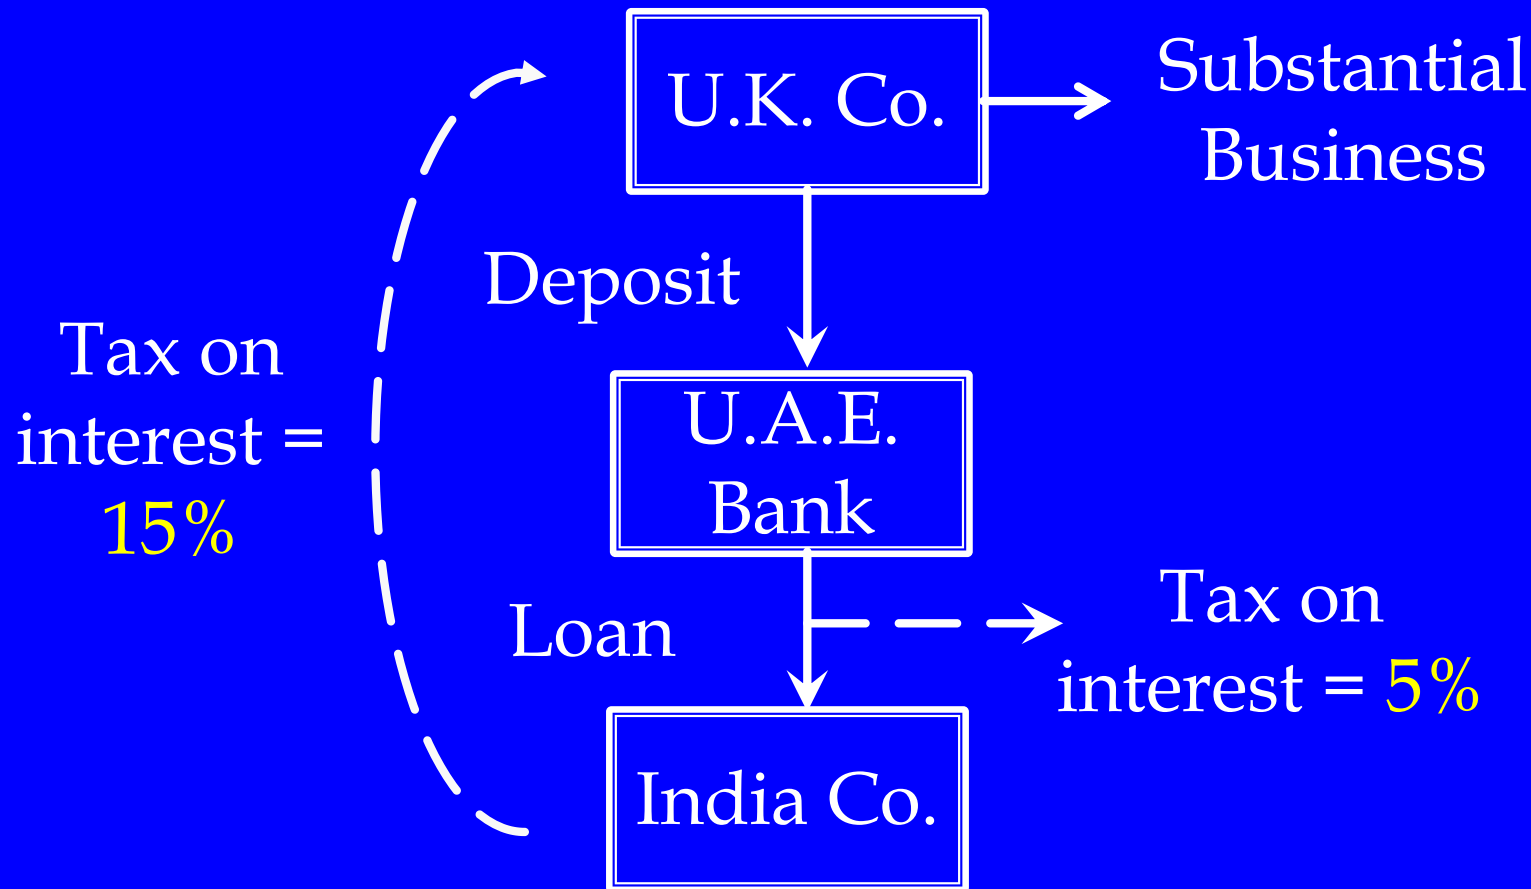 U.K. Co.
Substantial
Business
Deposit
Tax on
interest =
15%
U.A.E.
Bank
Loan
Tax on
interest = 5%
India Co.